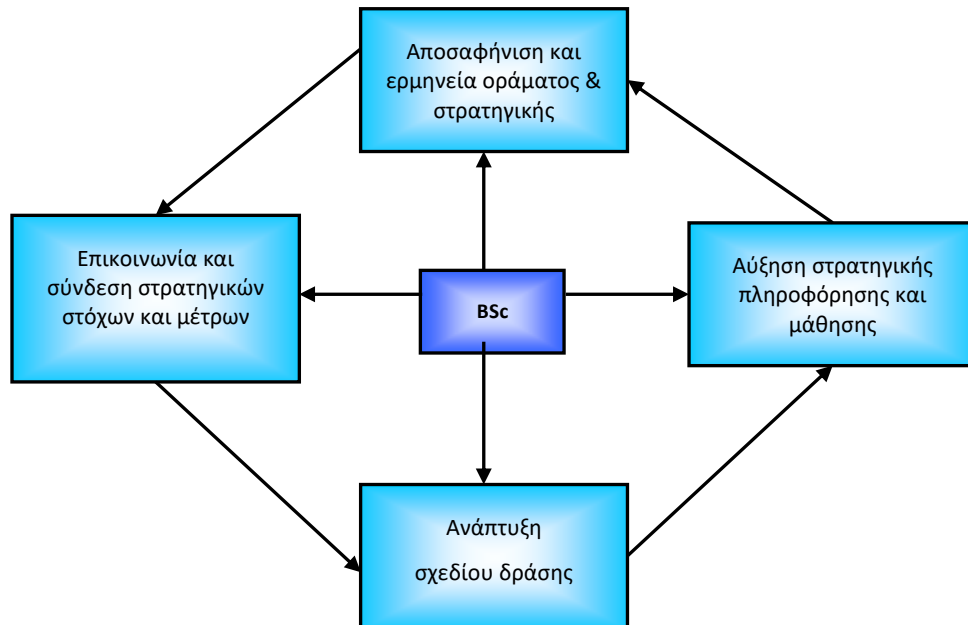 Αποσαφήνιση και
ερμηνεία οράματος &
στρατηγικής
Επικοινωνία και
σύνδεση στρατηγικών
στόχων και μέτρων
BSc
Αύξηση στρατηγικής
πληροφόρησης και
μάθησης
Ανάπτυξη
σχεδίου δράσης